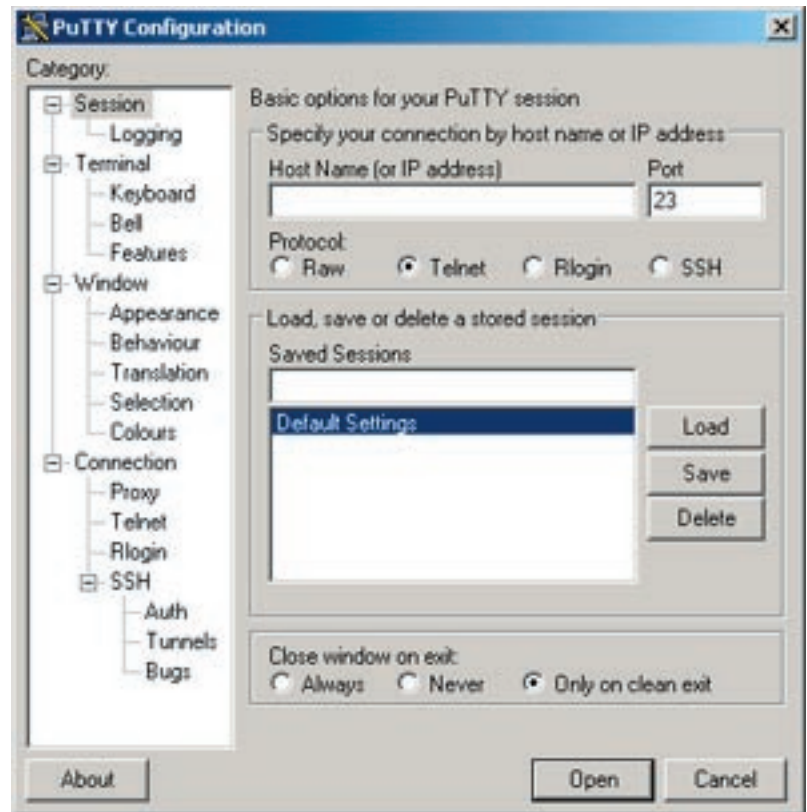 PuTTY Configuration
Category:
Session
Logging
Terminal
Keyboard
Bell
Features
Window
Appearance
Behaviour
Translation
Selection
Colours
Connection
Proxy
Telnet
Rlogin
SSH
Auth
Tunnels
Bugs
Basic options for your PuTTY session
Specify your connection by host name or IP address
Host Name (or IP address) Port
23
Protocol:
Raw Telnet Rlogin SSH
Load, save or delete a stored session
Saved Sessions
Default Settings
Load
Save
Delete
Close window on exit:
Always Never Only on clean exit
About Open Cancel